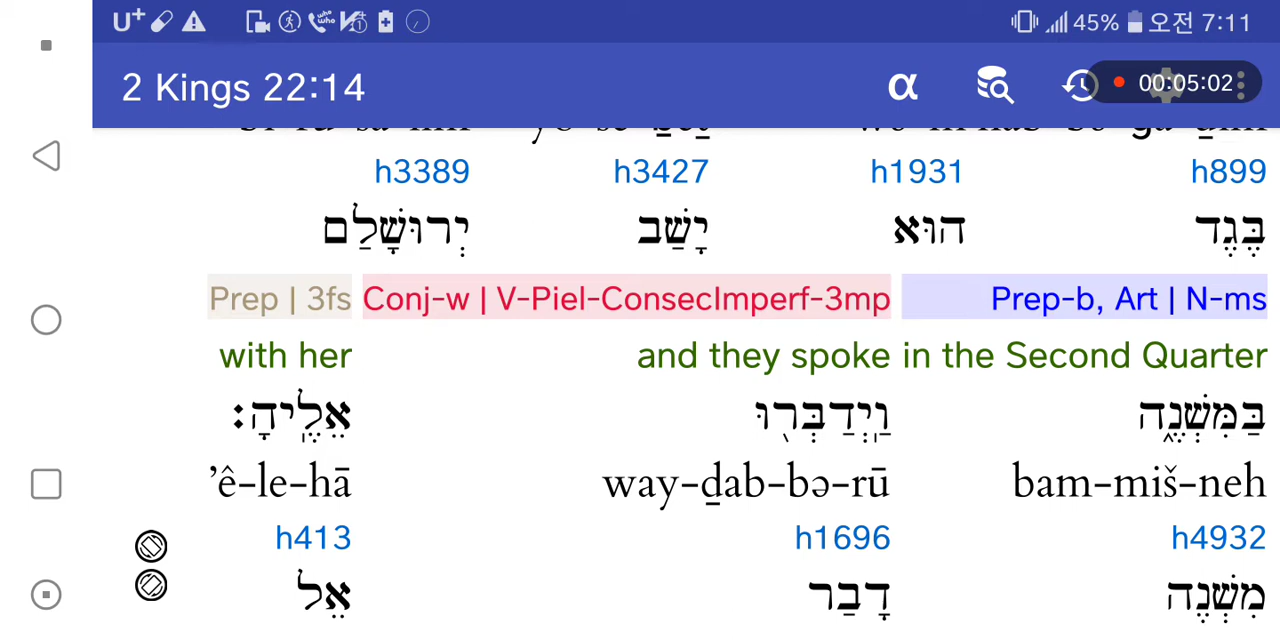 U+ 45% 오전 7:11
2 Kings 22:14 α 00:05:02
h899 h1931 h3427 h3389
בֶּגֶד הוּא יָשַׁב יְרוּשָׁלַם
Prep-b, Art | N-ms Conj-w | V-Piel-ConsecImperf-3mp Prep | 3fs
in the Second Quarter and they spoke with her
בַּמִּשְׁנֶ֑ה וַֽיְדַבְּר֖וּ אֵלֶֽיהָ׃
bam-miš-neh way-ḏab-bə-rū ’ê-le-hā
h4932 h1696 h413
מִשְׁנֶה דָבַר אֵל